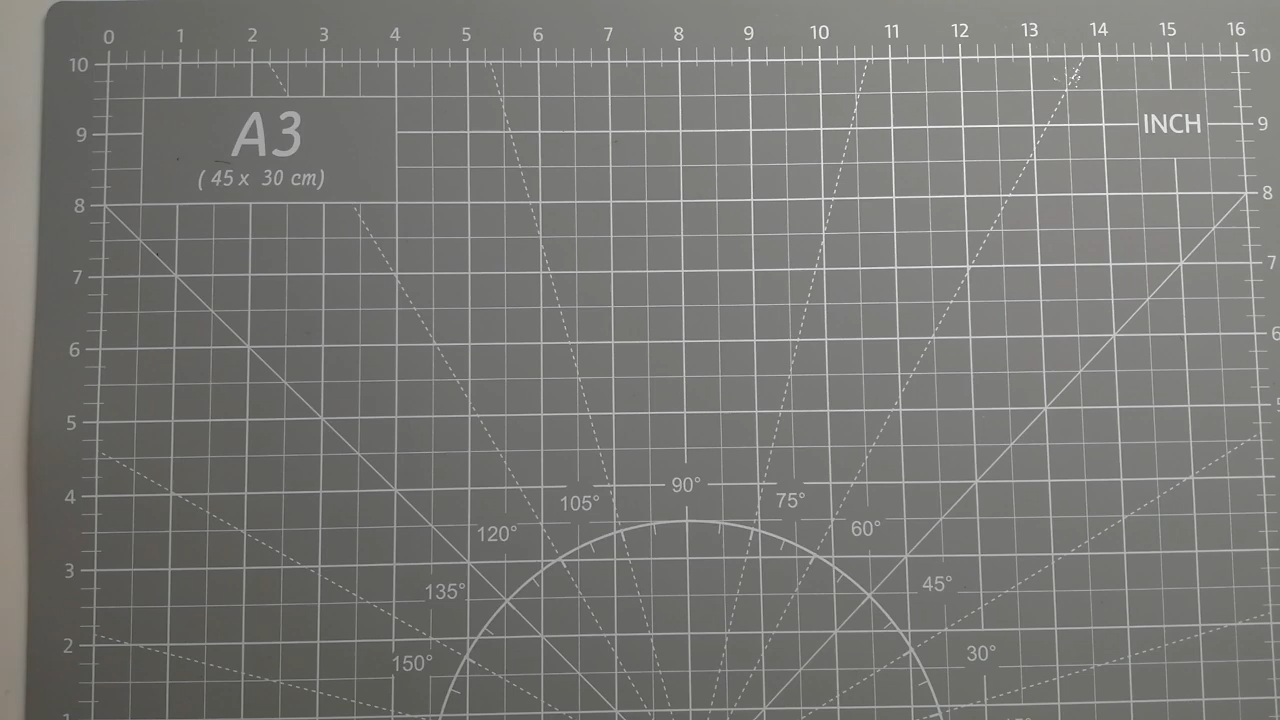 0 1 2 3 4 5 6 7 8 9 10 11 12 13 14 15 16
10 10
A3
9 INCH 9
( 45 x 30 cm)
8 8
7 7
6 6
5
4 105° 90° 75°
120° 60°
3
135° 45°
2
150° 30°